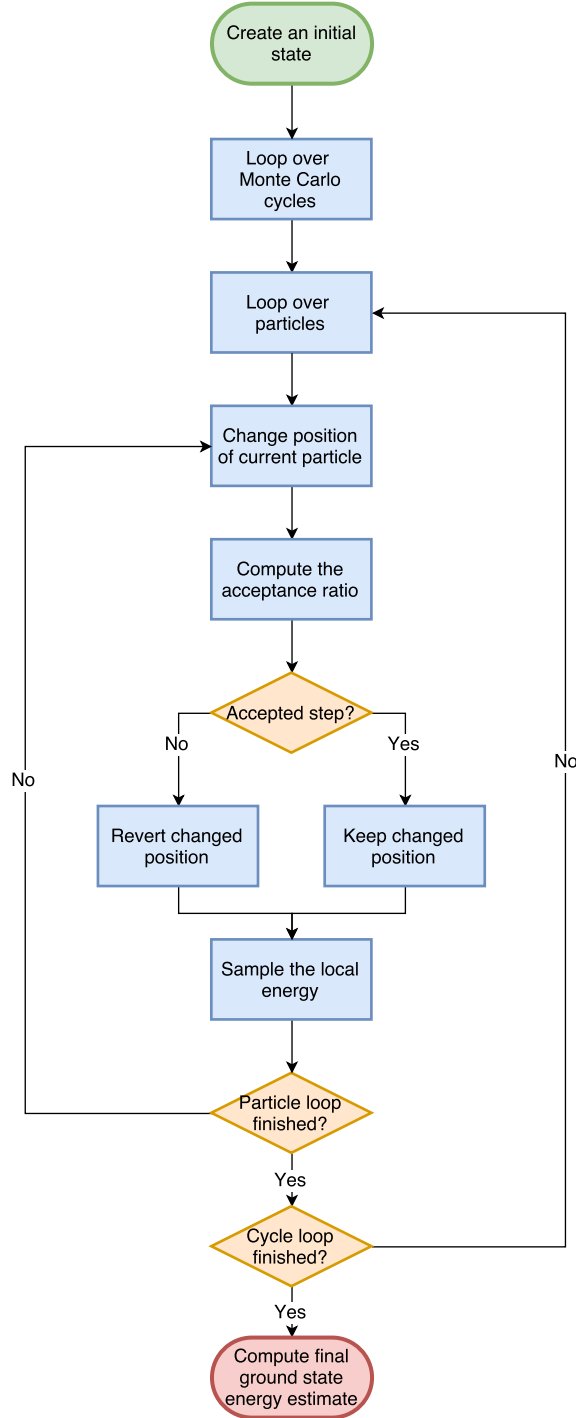 Create an initial
state
Loop over
Monte Carlo
cycles
Loop over
particles
Change position
of current particle
Compute the
acceptance ratio
Accepted step?
No
Yes
No
No
Revert changed
position
Keep changed
position
Sample the local
energy
Particle loop
finished?
Yes
Cycle loop
finished?
Yes
Compute final
ground state
energy estimate